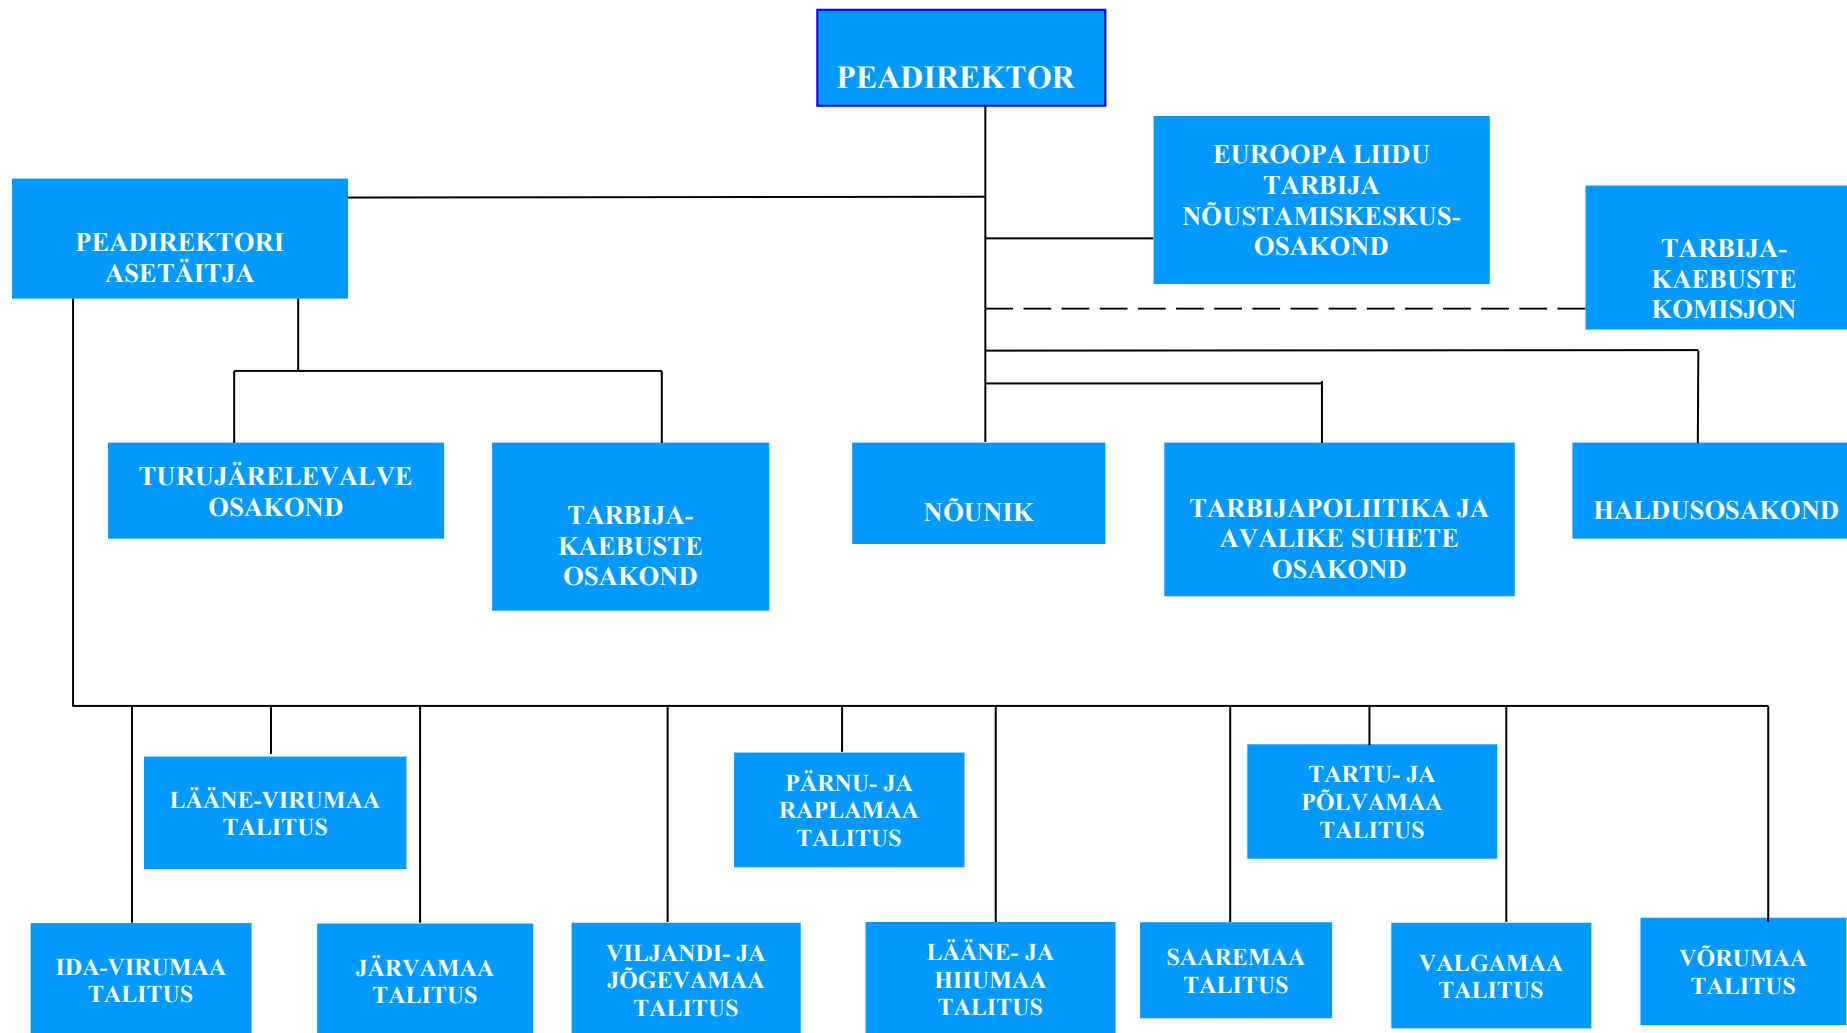 PEADIREKTOR
EUROOPA LIIDU
TARBIJA
NÕUSTAMISKESKUS-
OSAKOND
PEADIREKTORI
ASETÄITJA
TARBIJA-
KAEBUSTE
KOMISJON
TURUJÄRELEVALVE
OSAKOND
TARBIJA-
KAEBUSTE
OSAKOND
NÕUNIK
TARBIJAPOLIITIKA JA
AVALIKE SUHETE
OSAKOND
HALDUSOSAKOND
LÄÄNE-VIRUMAA
TALITUS
PÄRNU- JA
RAPLAMAA
TALITUS
TARTU- JA
PÕLVAMAA
TALITUS
IDA-VIRUMAA
TALITUS
JÄRVAMAA
TALITUS
VILJANDI- JA
JÕGEVAMAA
TALITUS
LÄÄNE- JA
HIIUMAA
TALITUS
SAAREMAA
TALITUS
VALGAMAA
TALITUS
VÕRUMAA
TALITUS